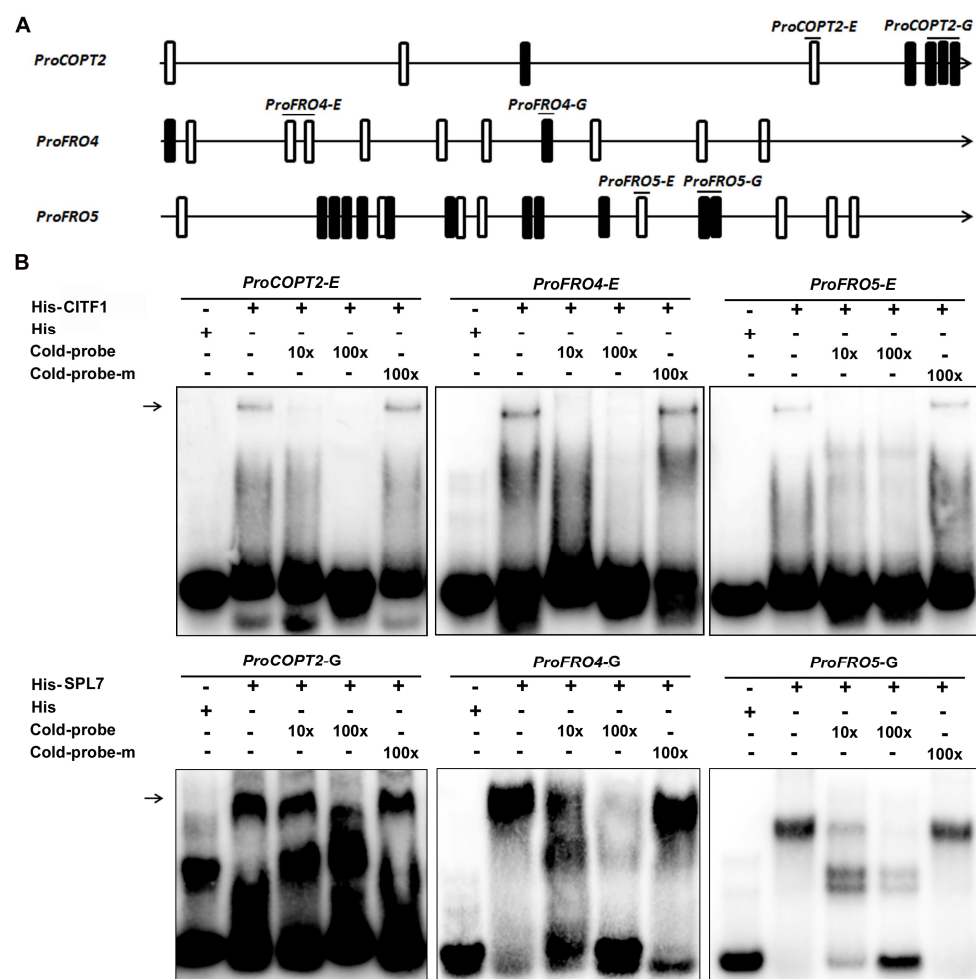 A
ProCOPT2-E ProCOPT2-G
ProCOPT2
ProFRO4-E ProFRO4-G
ProFRO4
ProFRO5-E ProFRO5-G
ProFRO5
B
ProCOPT2-E ProFRO4-E ProFRO5-E
His-CITF1 - + + + + - + + + + - + + + +
His + - - - - + - - - - + - - - -
Cold-probe - - 10x 100x - - - 10x 100x - - - 10x 100x -
Cold-probe-m - - - - 100x - - - - 100x - - - - 100x
ProCOPT2-G ProFRO4-G ProFRO5-G
His-SPL7 - + + + + - + + + + - + + + +
His + - - - - + - - - - + - - - -
Cold-probe - - 10x 100x - - - 10x 100x - - - 10x 100x -
Cold-probe-m - - - - 100x - - - - 100x - - - - 100x